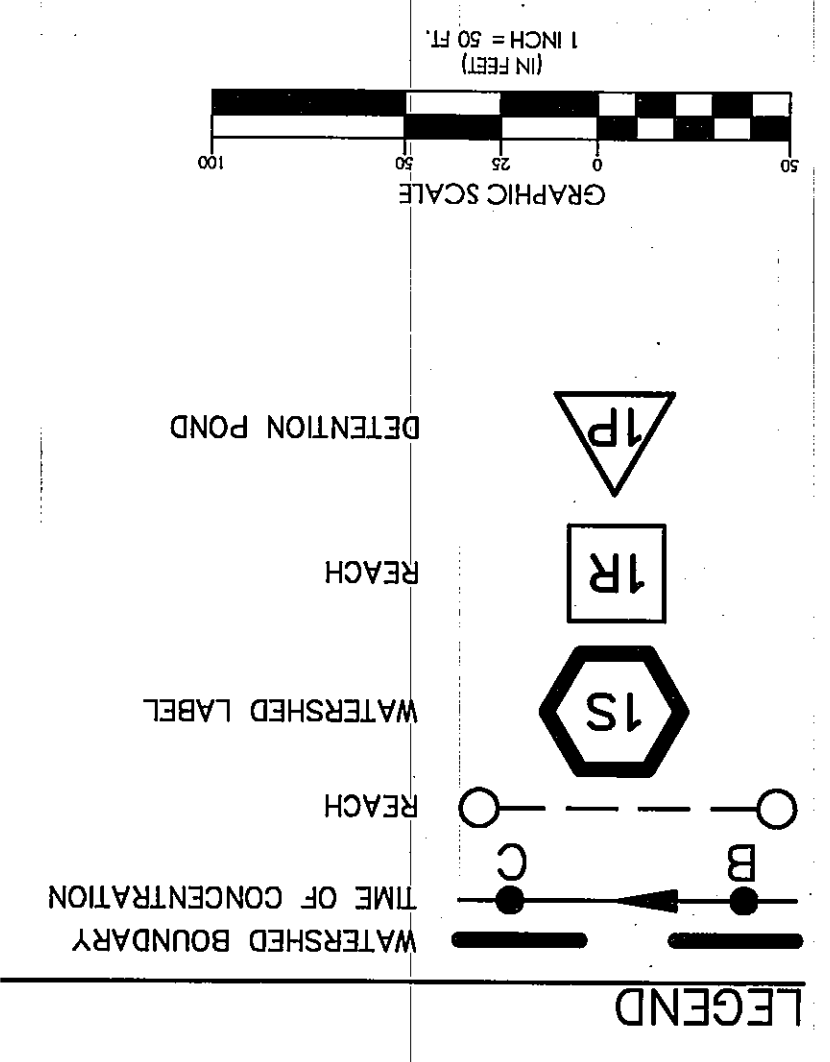 LEGEND
WATERSHED BOUNDARY
TIME OF CONCENTRATION
B C
REACH
1S WATERSHED LABEL
1R REACH
1P DETENTION POND
GRAPHIC SCALE
50 0 25 50 100
(IN FEET)
1 INCH = 50 FT.